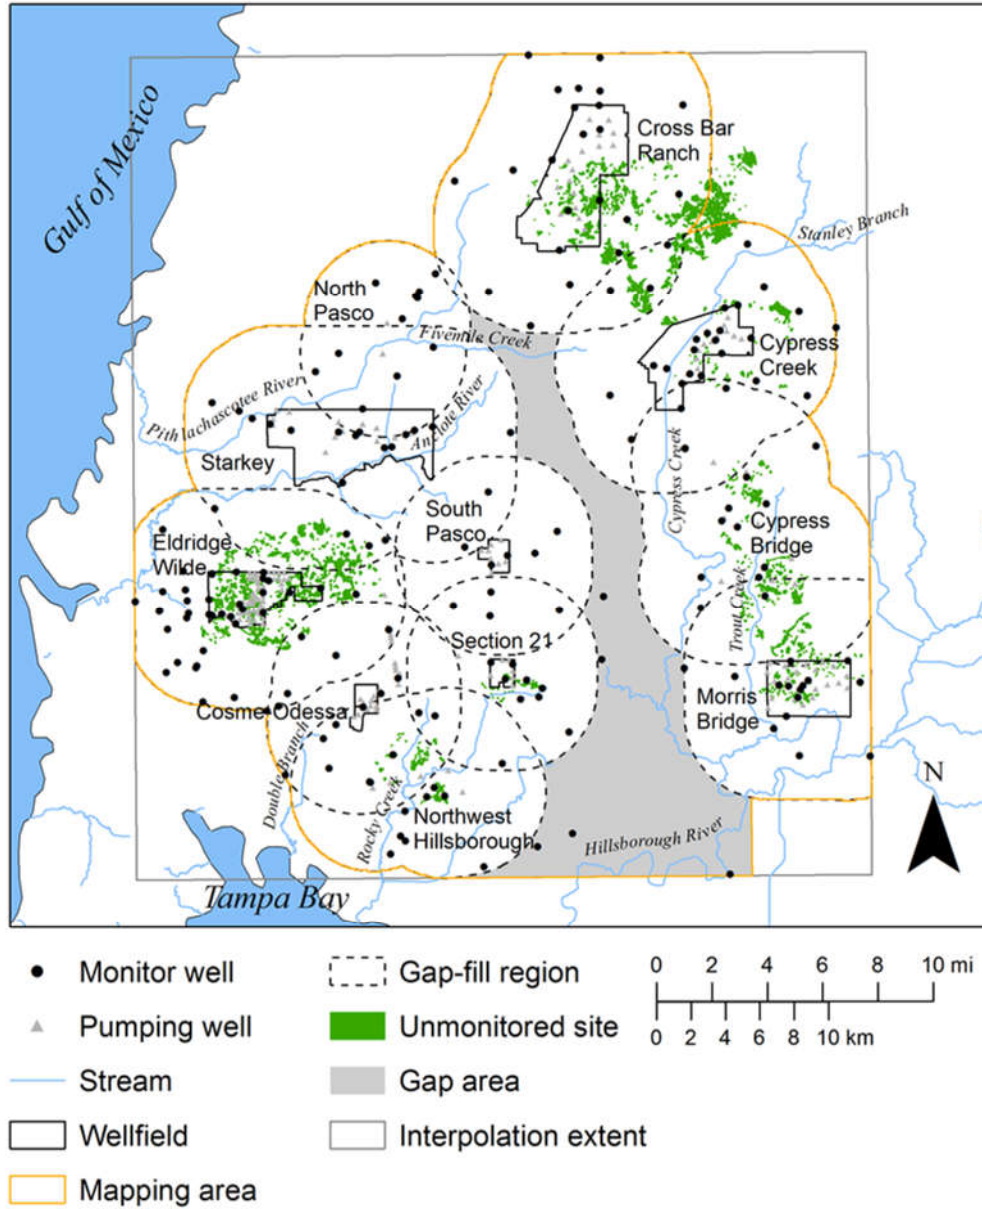 Gulf of Mexico
Cross Bar
Ranch
Stanley Branch
North
Pasco
Fivemile Creek
Cypress
Creek
Pithlachascotee River
Anclote River
Starkey
Cypress Creek
South
Pasco
Eldridge
Wilde
Cypress
Bridge
Trout Creek
Section 21
Cosme-Odessa
Morris
Bridge
Double Branch
Rocky Creek
Northwest
Hillsborough
Hillsborough River
N
Tampa Bay
Monitor well
Pumping well
Stream
Wellfield
Mapping area
Gap-fill region
Unmonitored site
Gap area
Interpolation extent
0 2 4 6 8 10 mi
0 2 4 6 8 10 km